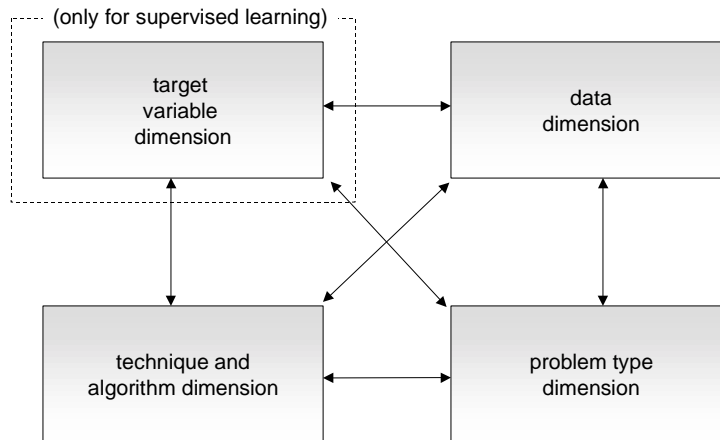 (only for supervised learning)
target
variable
dimension
data
dimension
technique and
algorithm dimension
problem type
dimension